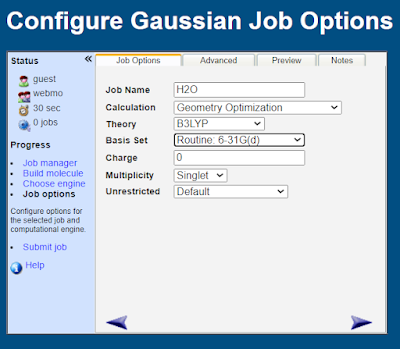 Configure Gaussian Job Options
Status «
guest
webmo
30 sec
0 jobs
Progress
Job manager
Build molecule
Choose engine
Job options
Configure options for
the selected job and
computational engine.
Submit job
Help
Job Options Advanced Preview Notes
Job Name H2O
Calculation Geometry Optimization
Theory B3LYP
Basis Set Routine: 6-31G(d)
Charge 0
Multiplicity Singlet
Unrestricted Default